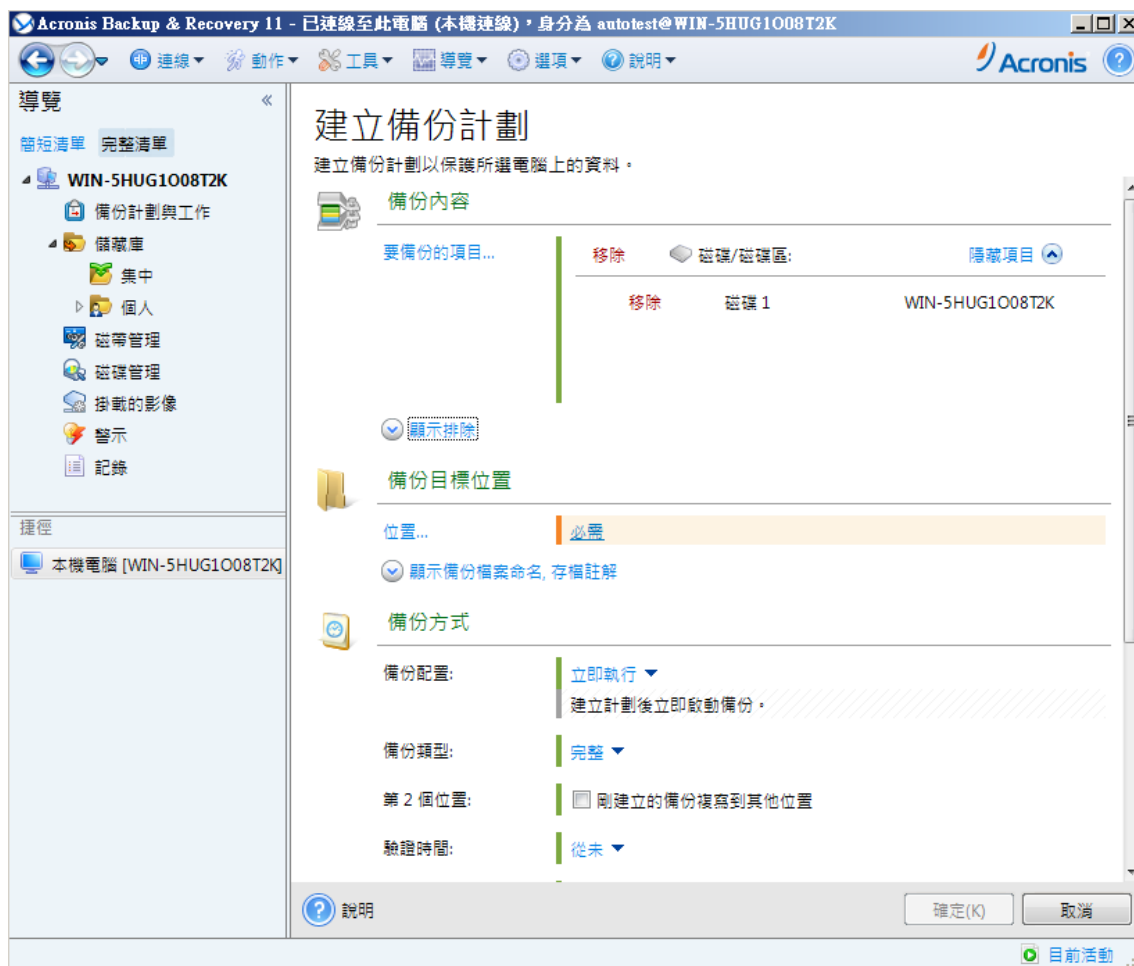 Acronis Backup & Recovery 11 - 已連線至此電腦 (本機連線)，身分為 autotest@WIN-5HUG1O08T2K
連線 動作 工具 導覽 選項 說明 Acronis
導覽
簡短清單 完整清單
WIN-5HUG1O08T2K
備份計劃與工作
儲藏庫
集中
個人
磁帶管理
磁碟管理
掛載的影像
警示
記錄
捷徑
本機電腦 [WIN-5HUG1O08T2K]
建立備份計劃
建立備份計劃以保護所選電腦上的資料。
備份內容
要備份的項目... 移除 磁碟/磁碟區: 隱藏項目
移除 磁碟 1 WIN-5HUG1O08T2K
顯示排除
備份目標位置
位置... 必需
顯示備份檔案命名, 存檔註解
備份方式
備份配置: 立即執行
建立計劃後立即啟動備份。
備份類型: 完整
第 2 個位置: 剛建立的備份複寫到其他位置
驗證時間: 從未
說明 確定(K) 取消
目前活動